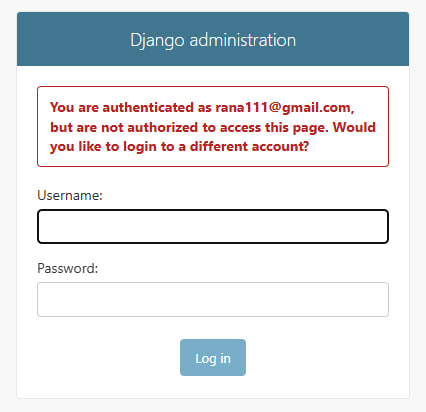 Django administration
You are authenticated as rana111@gmail.com,
but are not authorized to access this page. Would
you like to login to a different account?
Username:
Password:
Log in